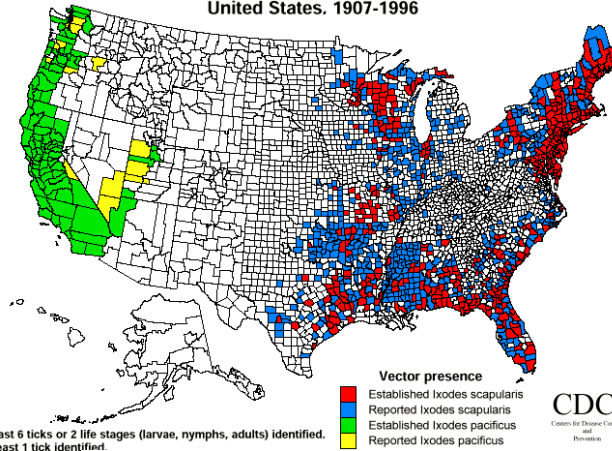 United States. 1907-1996
Vector presence
Established Ixodes scapularis
Reported Ixodes scapularis
Established Ixodes pacificus
Reported Ixodes pacificus
CDC
Centers for Disease Co
and
Prevention
ast 6 ticks or 2 life stages (larvae, nymphs, adults) identified.
east 1 tick identified.